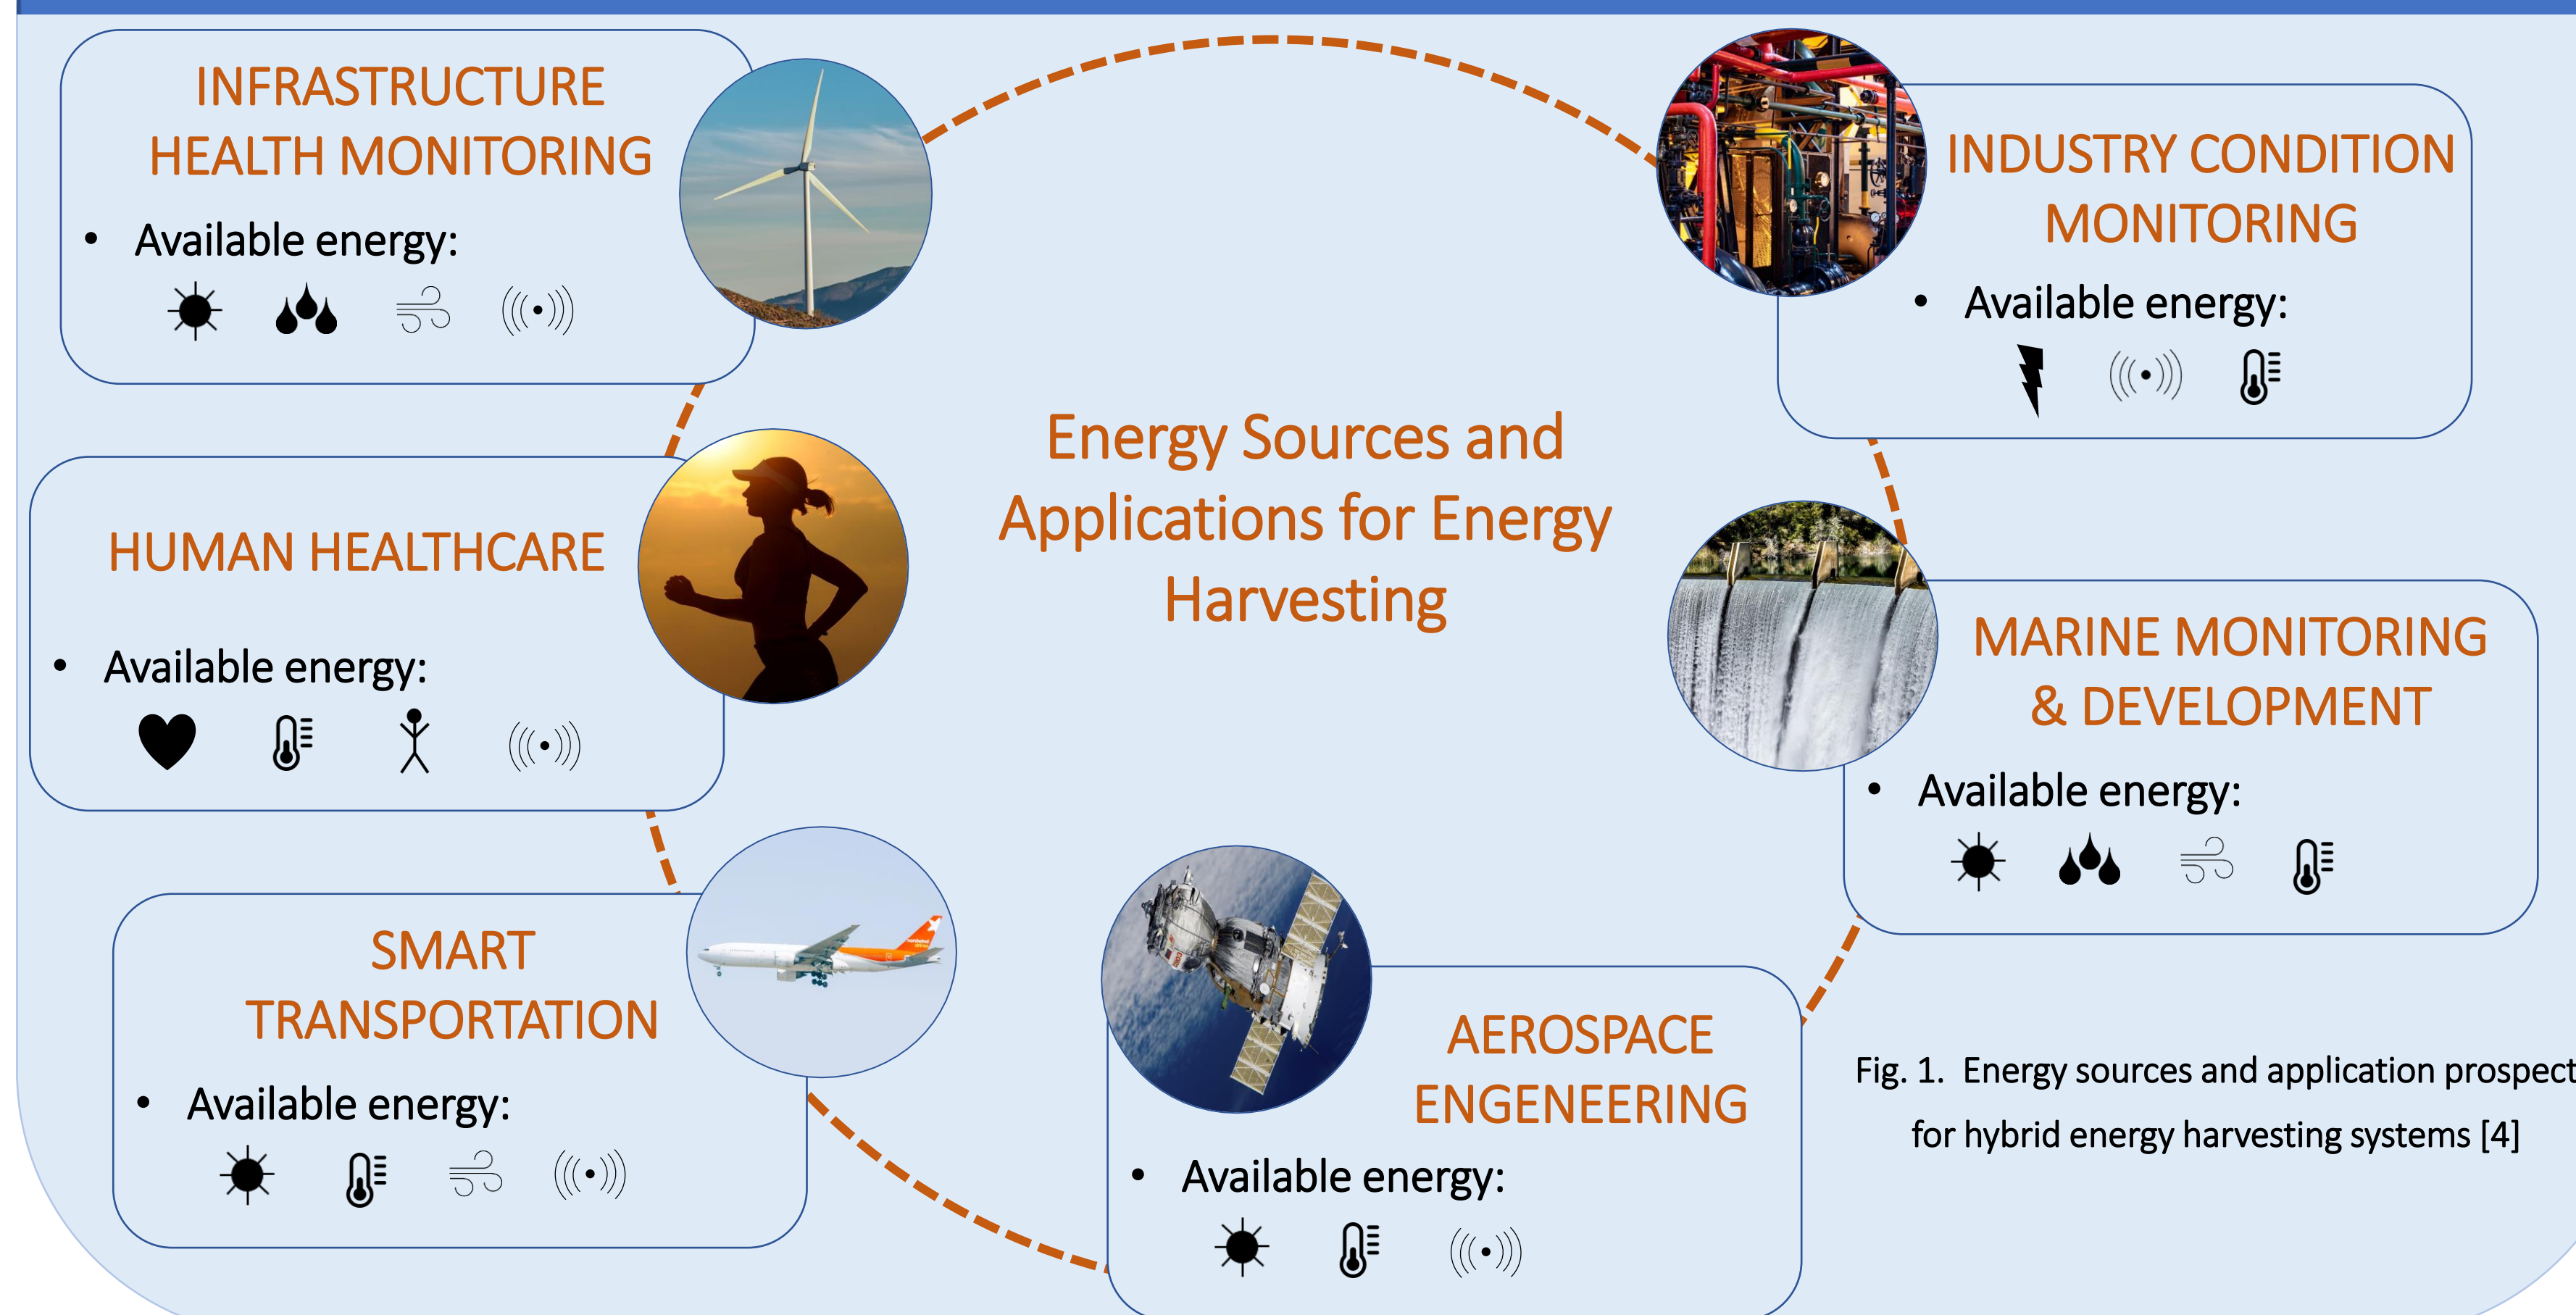 INFRASTRUCTURE
HEALTH MONITORING
• Available energy:
INDUSTRY CONDITION
MONITORING
• Available energy:
Energy Sources and
Applications for Energy
Harvesting
HUMAN HEALTHCARE
• Available energy:
MARINE MONITORING
& DEVELOPMENT
• Available energy:
SMART
TRANSPORTATION
• Available energy:
AEROSPACE
ENGENEERING
• Available energy:
Fig. 1. Energy sources and application prospect
for hybrid energy harvesting systems [4]